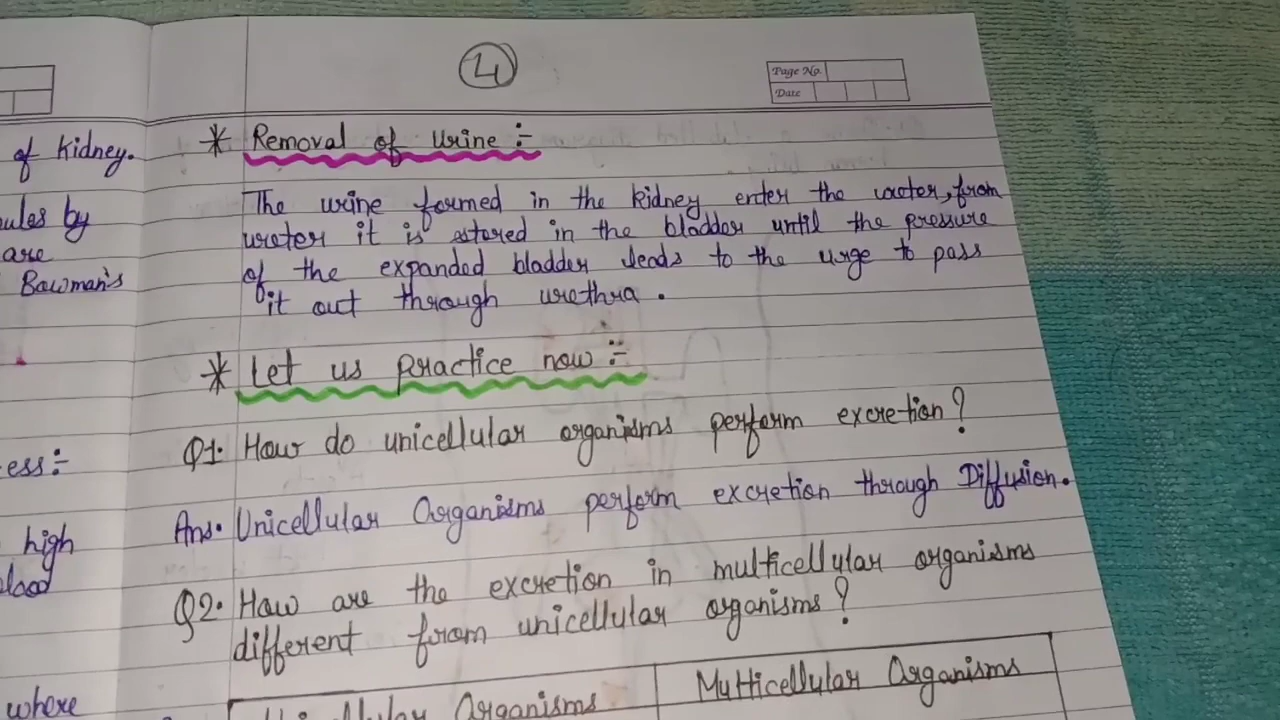 of kidney.
ules by
are
Bowman's
ess:-
high
lood
where
4
Page No.
Date
* Removal of Urine :-
The urine formed in the kidney enter the ureter, from
ureter it is stored in the bladder until the pressure
of the expanded bladder leads to the urge to pass
it out through urethra.
* Let us practice now :-
Q1. How do unicellular organisms perform excretion?
Ans. Unicellular Organisms perform excretion through Diffusion.
Q2. How are the excretion in multicellular organisms
different from unicellular organisms?
Unicellular Organisms
Multicellular Organisms